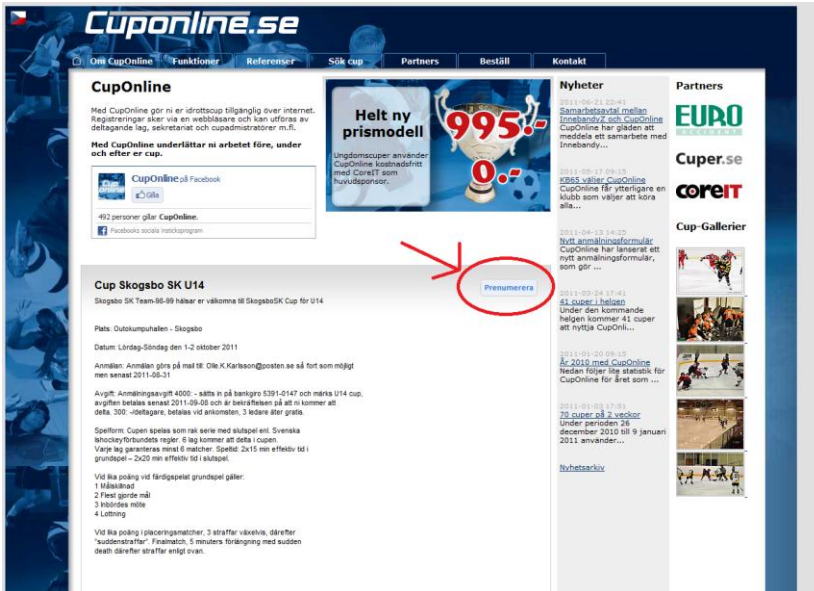 Cuponline.se
Om CupOnline
Funktioner
Referenser
Sök cup
Partners
Beställ
Kontakt
CupOnline
Med CupOnline gör ni er idrottscup tillgänglig över internet.
Registreringar sker via en webbläsare och kan utföras av
deltagande lag, sekretariat och cupadministratörer m.fl.
Med CupOnline underlättar ni arbetet före, under
och efter er cup.
Cup
online
CupOnline på Facebook
Gilla
492 personer gillar CupOnline.
Facebooks sociala insticksprogram
Helt ny
prismodell
Ungdomscuper använder
CupOnline kostnadsfritt
med CoreIT som
huvudsponsor.
995.-
0.-
Cup Skogsbo SK U14
Prenumerera
Skogsbo SK Team-98-99 hälsar er välkomna till SkogsboSK Cup för U14
Plats: Outokumpuhallen - Skogsbo
Datum: Lördag-Söndag den 1-2 oktober 2011
Anmälan: Anmälan görs på mail till: Olle.K.Karlsson@posten.se så fort som möjligt
men senast 2011-08-31
Avgift: Anmälningsavgift 4000: - sätts in på bankgiro 5391-0147 och märks U14 cup,
avgiften betalas senast 2011-09-08 och är bekräftelsen på att ni kommer att
delta. 300: -/deltagare, betalas vid ankomsten, 3 ledare äter gratis.
Spelform: Cupen spelas som rak serie med slutspel enl. Svenska
Ishockeyförbundets regler. 6 lag kommer att delta i cupen.
Varje lag garanteras minst 6 matcher. Speltid: 2x15 min effektiv tid i
grundspel – 2x20 min effektiv tid i slutspel.
Vid lika poäng vid färdigspelat grundspel gäller:
1 Målskillnad
2 Flest gjorde mål
3 Inbördes möte
4 Lottning
Vid lika poäng i placeringsmatcher, 3 straffar växelvis, därefter
"suddenstraffar". Finalmatch, 5 minuters förlängning med sudden
death därefter straffar enligt ovan.
Nyheter
2011-06-21 22:41
Samarbetsavtal mellan
InnebandyZ och CupOnline
CupOnline har glädjen att
meddela ett samarbete med
Innebandy...
2011-05-17 09:15
KB65 väljer CupOnline
CupOnline får ytterligare en
klubb som väljer att köra
alla...
2011-04-13 14:25
Nytt anmälningsformulär
CupOnline har lanserat ett
nytt anmälningsformulär,
som gör ...
2011-03-24 17:41
41 cuper i helgen
Under den kommande
helgen kommer 41 cuper
att nyttja CupOnli...
2011-01-20 09:15
År 2010 med CupOnline
Nedan följer lite statistik för
CupOnline för året som ...
2011-01-03 17:51
70 cuper på 2 veckor
Under perioden 26
december 2010 till 9 januari
2011 använder...
Nyhetsarkiv
Partners
EURO
ACCIDENT
Cuper.se
COREIT
Cup-Gallerier